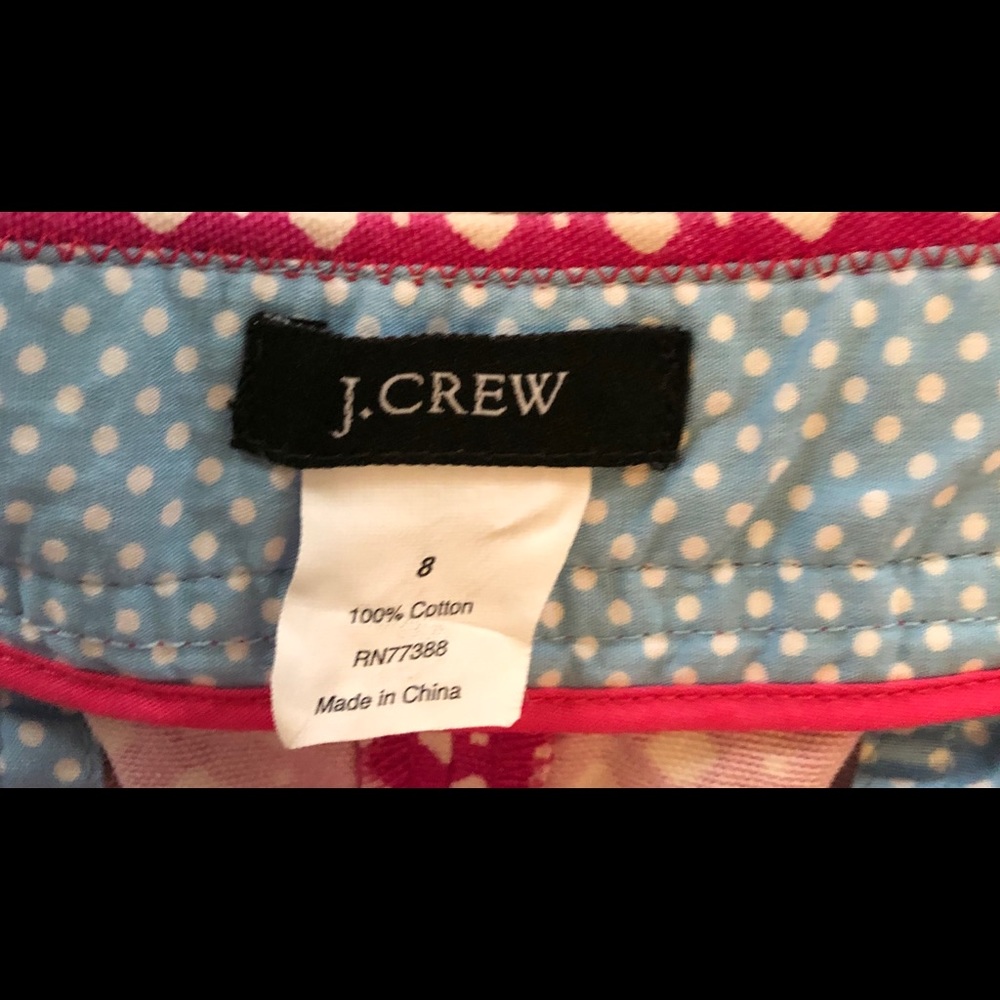 J.CREW
8
100% Cotton
RN77388
Made in China